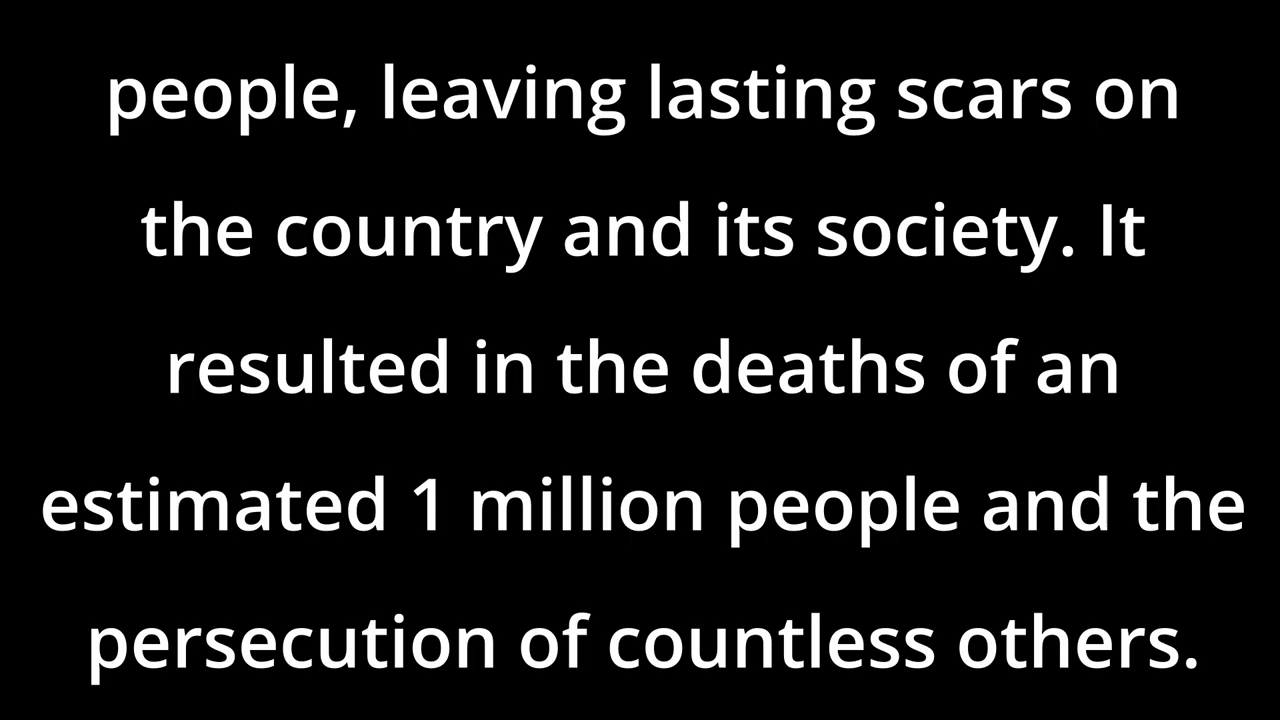 people, leaving lasting scars on
the country and its society. It
resulted in the deaths of an
estimated 1 million people and the
persecution of countless others.